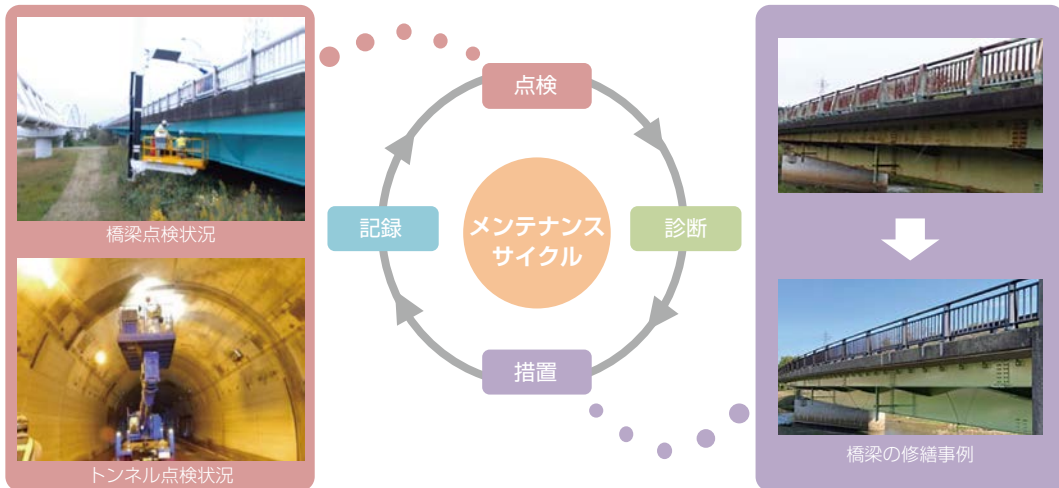 橋梁点検状況
トンネル点検状況
点検
診断
措置
記録
メンテナンス
サイクル
橋梁の修繕事例